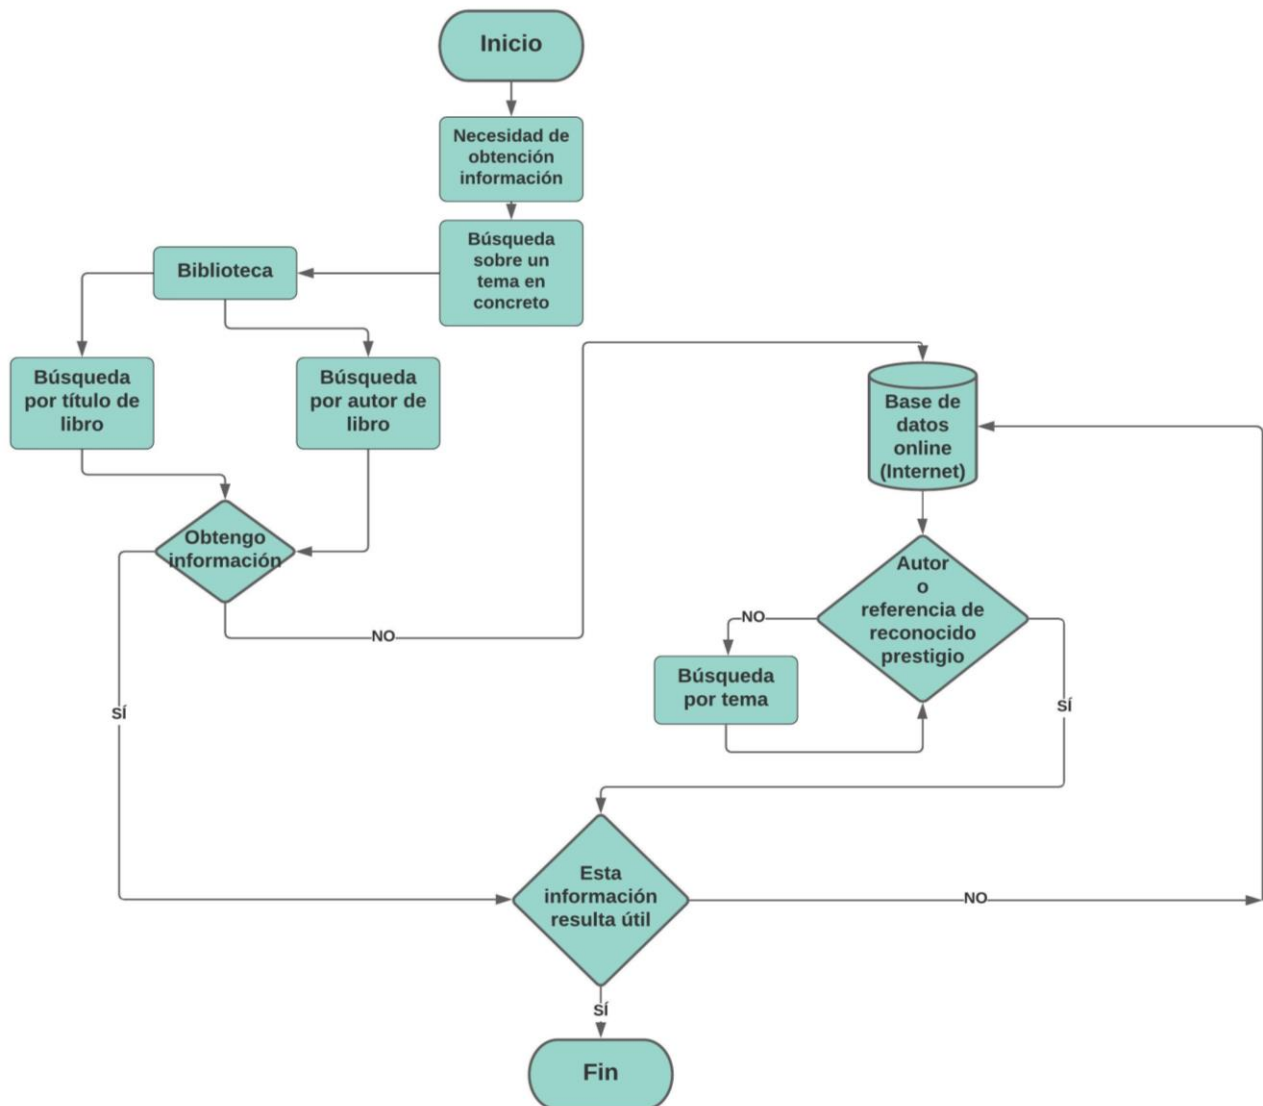 Inicio
Necesidad de
obtención
información
Búsqueda
sobre un
tema en
concreto
Biblioteca
Búsqueda
por título de
libro
Búsqueda
por autor de
libro
Obtengo
información
NO
SÍ
Base de
datos
online
(Internet)
Autor
o
referencia de
reconocido
prestigio
NO
Búsqueda
por tema
SÍ
Esta
información
resulta útil
NO
SÍ
Fin